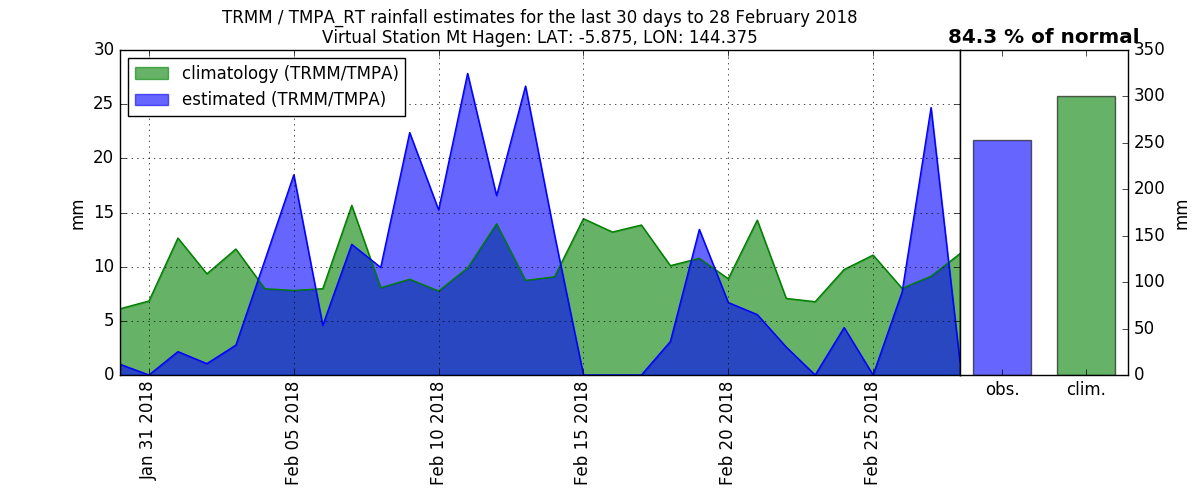 TRMM / TMPA_RT rainfall estimates for the last 30 days to 28 February 2018
Virtual Station Mt Hagen: LAT: -5.875, LON: 144.375
84.3 % of normal
climatology (TRMM/TMPA)
estimated (TRMM/TMPA)
mm
30
25
20
15
10
5
0
Jan 31 2018
Feb 05 2018
Feb 10 2018
Feb 15 2018
Feb 20 2018
Feb 25 2018
obs.
clim.
350
300
250
200
150
100
50
0
mm